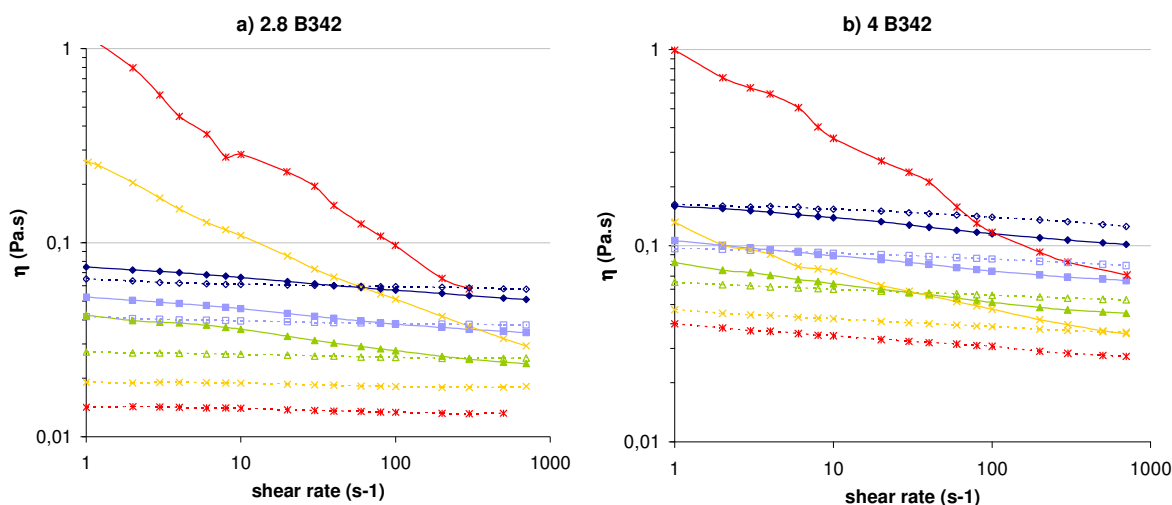 a) 2.8 B342
1
0.1
0,01
η (Pa.s)
1
10
100
1000
shear rate (s-1)
b) 4 B342
1
0.1
0,01
η (Pa.s)
1
10
100
1000
shear rate (s-1)